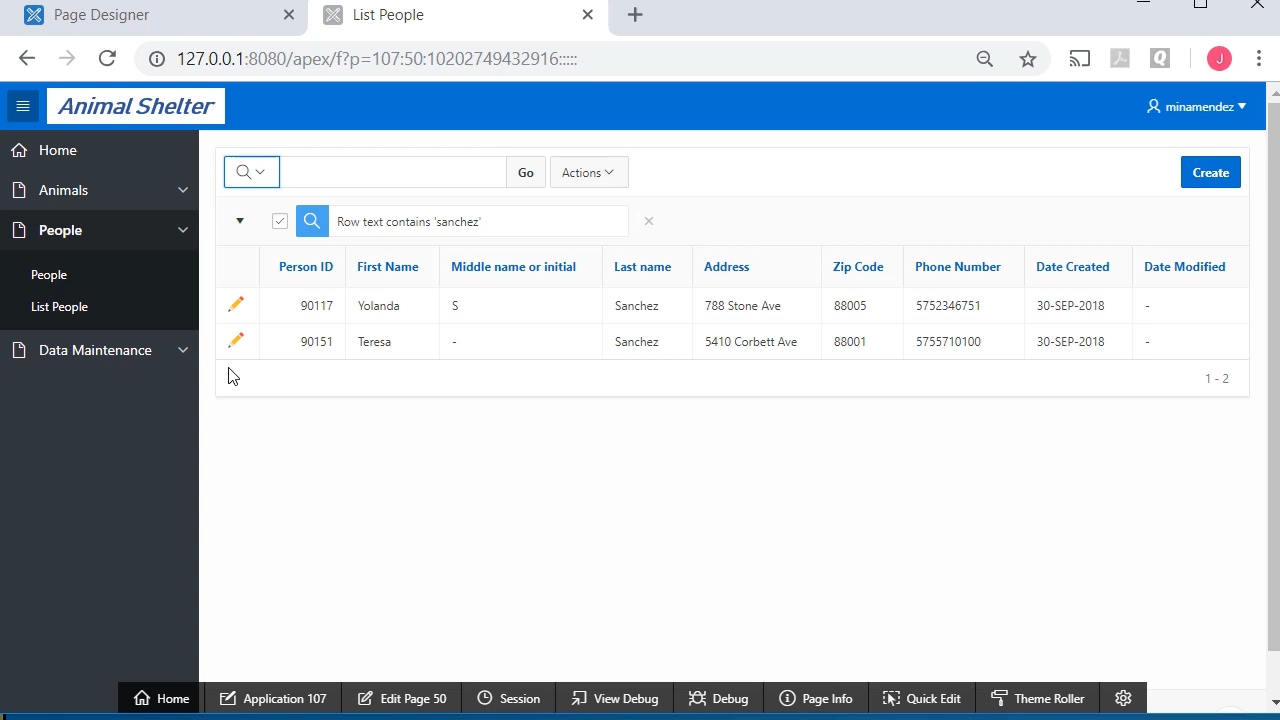 Page Designer
List People
127.0.0.1:8080/apex/f?p=107:50:10202749432916:::::
J
Animal Shelter
minamendez
Home
Animals
People
People
List People
Data Maintenance
Go
Actions
Create
Row text contains 'sanchez'
Person ID First Name Middle name or initial Last name Address Zip Code Phone Number Date Created Date Modified
90117 Yolanda S Sanchez 788 Stone Ave 88005 5752346751 30-SEP-2018 -
90151 Teresa - Sanchez 5410 Corbett Ave 88001 5755710100 30-SEP-2018 -
1 - 2
Home Application 107 Edit Page 50 Session View Debug Debug Page Info Quick Edit Theme Roller